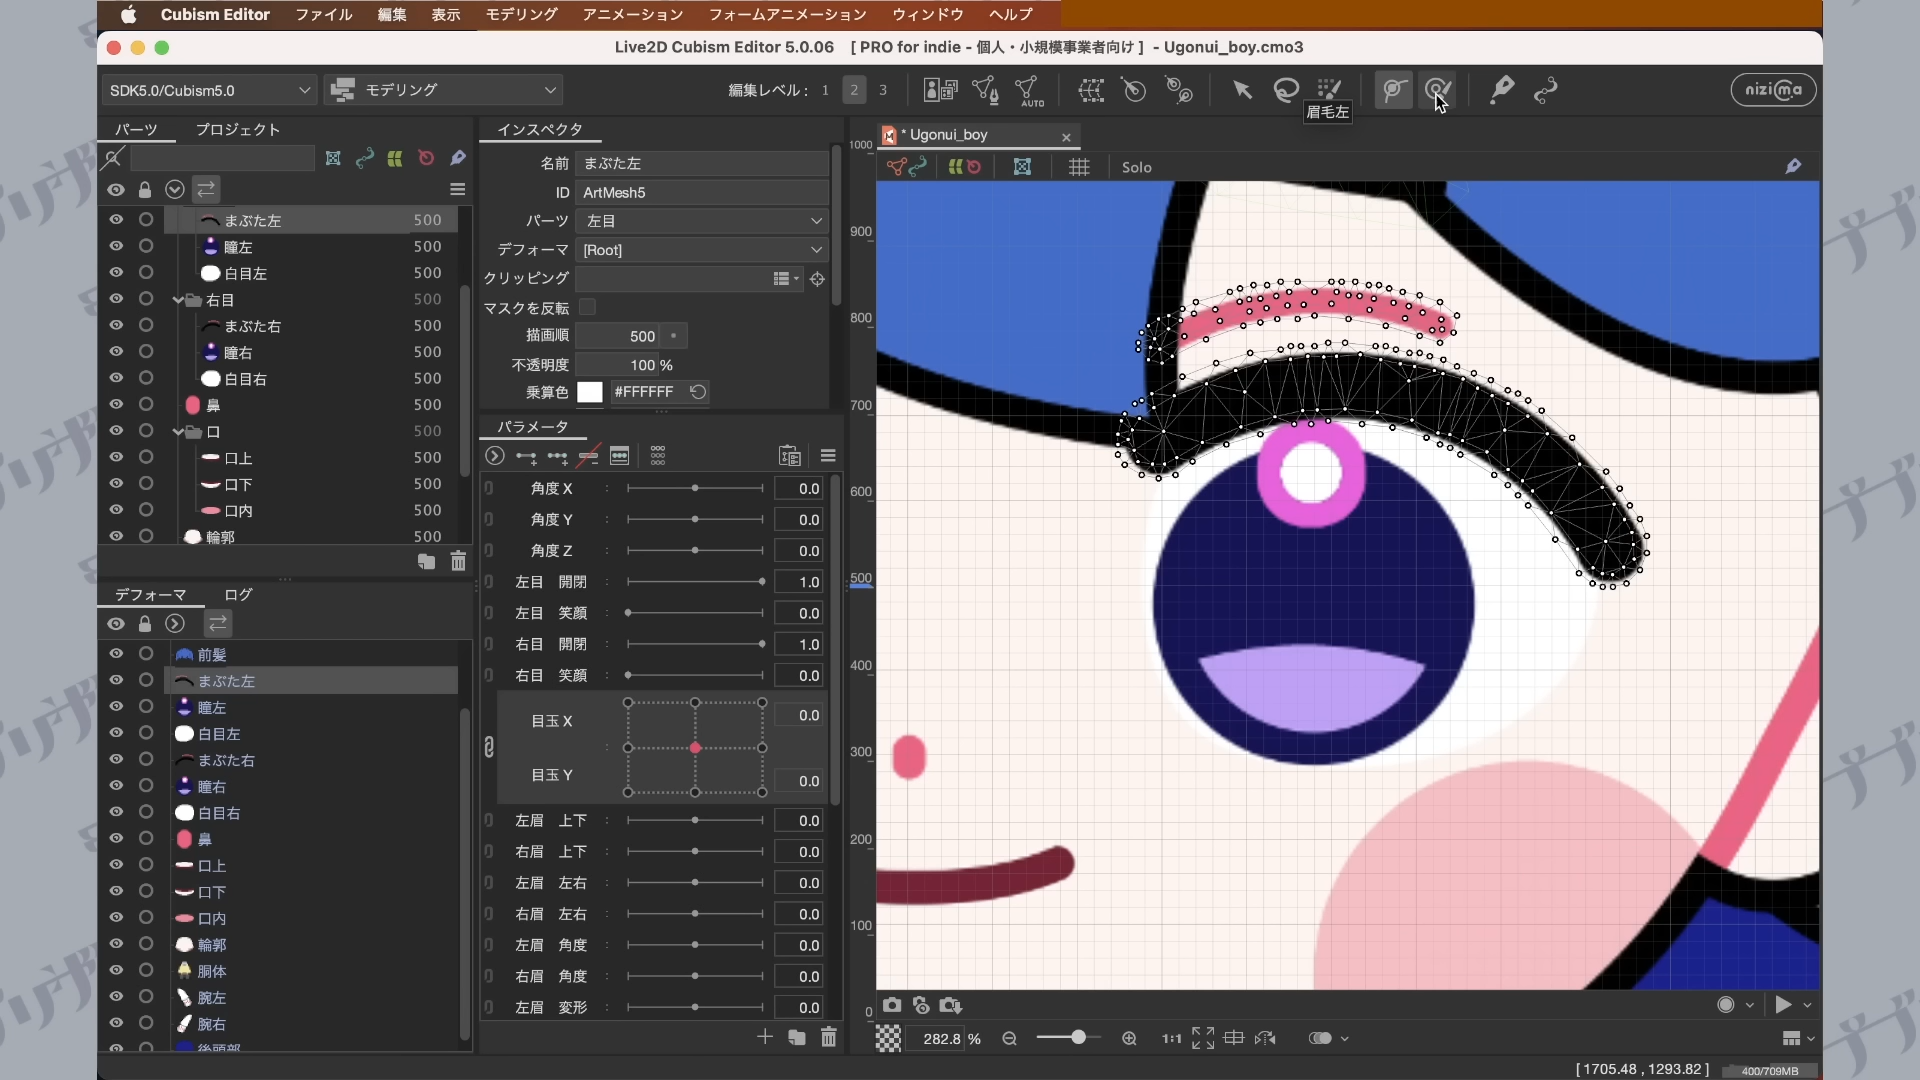 Cubism Editor ファイル 編集 表示 モデリング アニメーション フォームアニメーション ウィンドウ ヘルプ
Live2D Cubism Editor 5.0.06 [ PRO for indie - 個人・小規模事業者向け ] - Ugonui_boy.cmo3
SDK5.0/Cubism5.0 モデリング 編集レベル： 1 2 3 AUTO nizima
眉毛左
パーツ プロジェクト
まぶた左 500
瞳左 500
白目左 500
右目 500
まぶた右 500
瞳右 500
白目右 500
鼻 500
口 500
口上 500
口下 500
口内 500
輪郭 500
デフォーマ ログ
前髪
まぶた左
瞳左
白目左
まぶた右
瞳右
白目右
鼻
口上
口下
口内
輪郭
胴体
腕左
腕右
後頭部
インスペクタ
名前 まぶた左
ID ArtMesh5
パーツ 左目
デフォーマ [Root]
クリッピング
マスクを反転
描画順 500
不透明度 100 %
乗算色 #FFFFFF
パラメータ
角度 X : 0.0
角度 Y : 0.0
角度 Z : 0.0
左目 開閉 : 1.0
左目 笑顔 : 0.0
右目 開閉 : 1.0
右目 笑顔 : 0.0
目玉 X 0.0
目玉 Y 0.0
左眉 上下 : 0.0
右眉 上下 : 0.0
左眉 左右 : 0.0
右眉 左右 : 0.0
左眉 角度 : 0.0
右眉 角度 : 0.0
左眉 変形 : 0.0
* Ugonui_boy
Solo
1000
900
800
700
600
500
400
300
200
100
0
282.8 % 1:1
[ 1705.48 , 1293.82 ] 400/709MB